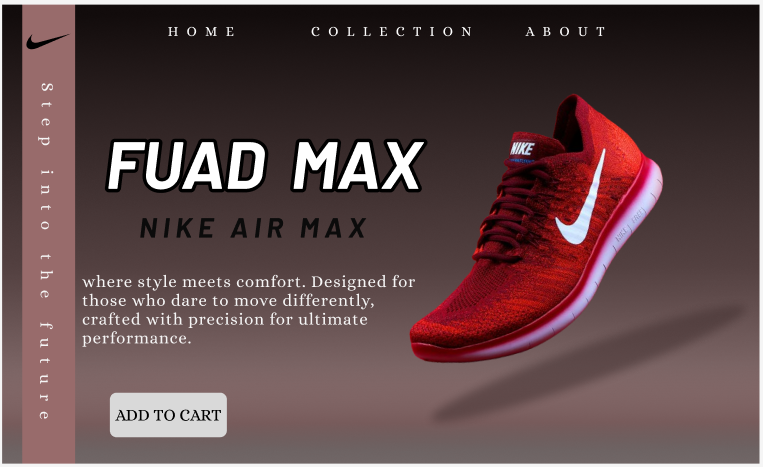 HOME COLLECTION ABOUT
Step into the future
FUAD MAX
NIKE AIR MAX
where style meets comfort. Designed for
those who dare to move differently,
crafted with precision for ultimate
performance.
ADD TO CART
NIKE